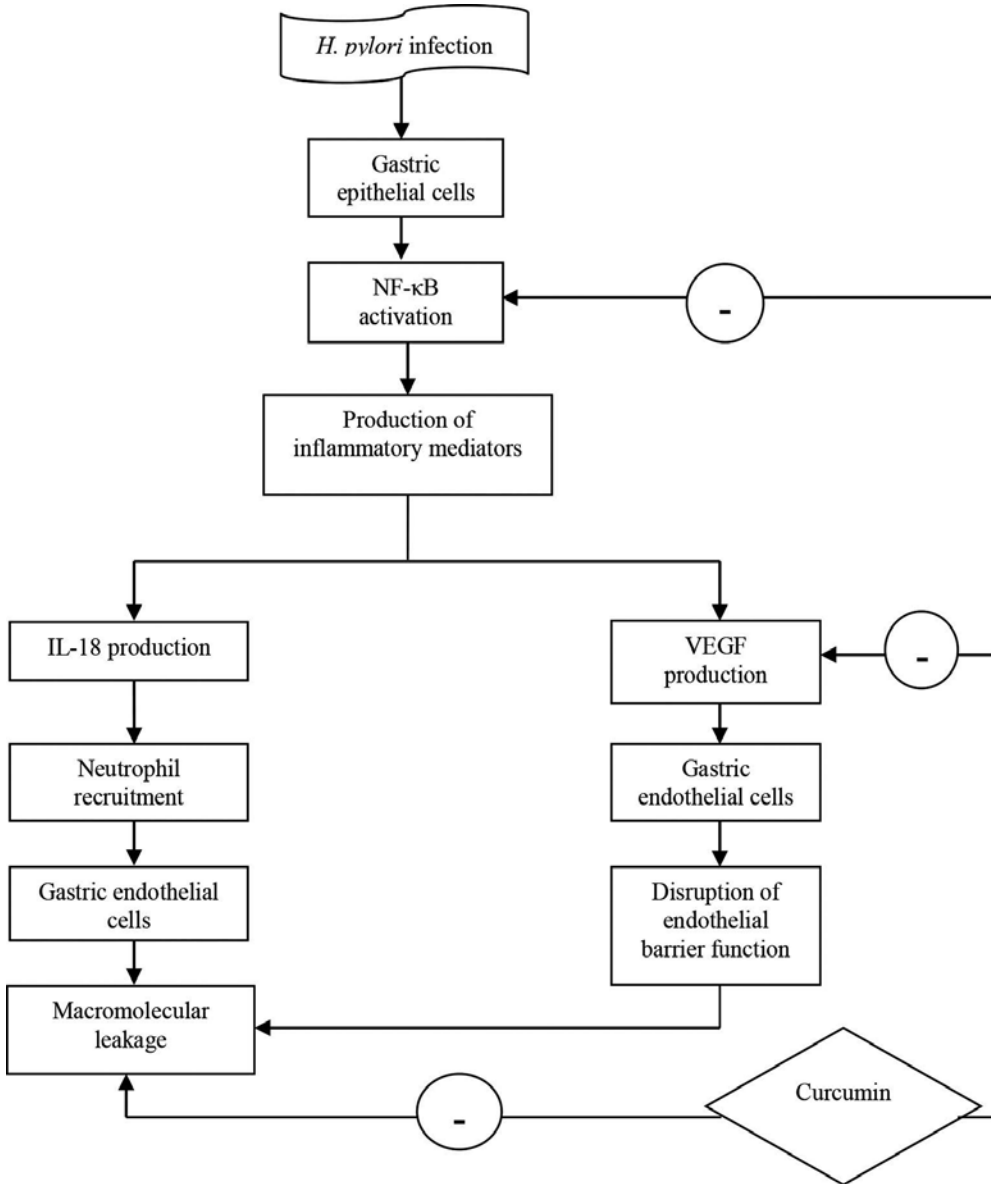 H. pylori infection
Gastric
epithelial cells
NF-κB
activation
-
Production of
inflammatory mediators
IL-18 production
VEGF
production
-
Neutrophil
recruitment
Gastric
endothelial cells
Gastric endothelial
cells
Disruption of
endothelial
barrier function
Macromolecular
leakage
Curcumin
-